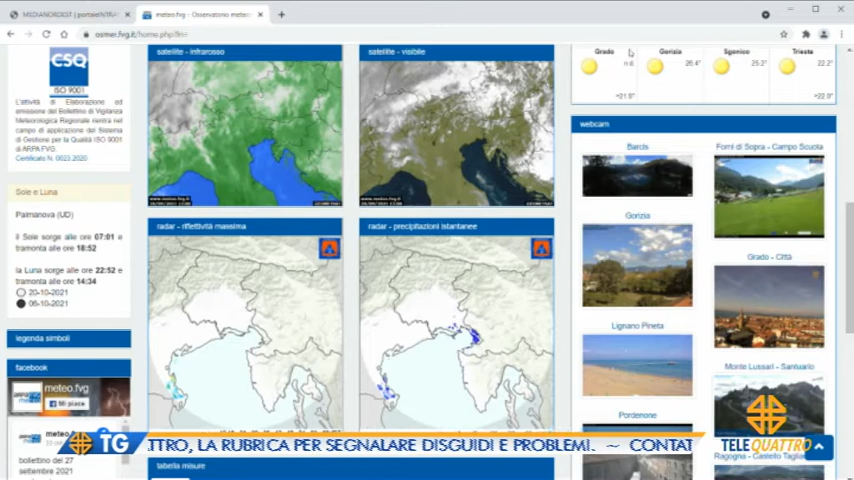 MEDIANORDEST | portale
meteo.fvg - Osservatorio meteor
osmer.fvg.it/home.php?ln=
CSQ
ISO 9001
L'attività di Elaborazione ed
emissione del Bollettino di Vigilanza
Meteorologica Regionale rientra nel
campo di applicazione del Sistema
di Gestione per la Qualità ISO 9001
di ARPA FVG.
Certificato N. 0023.2020
Sole e Luna
Palmanova (UD)
il Sole sorge alle ore 07:01 e
tramonta alle ore 18:52
la Luna sorge alle ore 22:52 e
tramonta alle ore 14:34
20-10-2021
06-10-2021
legenda simboli
facebook
meteo.fvg
Mi piace
meteo.fvg
bollettino del 27
settembre 2021
satellite - infrarosso
satellite - visibile
radar - riflettività massima
radar - precipitazioni istantanee
tabella misure
Grado
Gorizia
Sgonico
Trieste
n.d.
26.4°
25.2°
22.2°
webcam
Barcis
Forni di Sopra - Campo Scuola
Gorizia
Grado - Città
Lignano Pineta
Monte Lussari - Santuario
Pordenone
Ragogna - Castello
TG
TTRO, LA RUBRICA PER SEGNALARE DISGUIDI E PROBLEMI. ~ CONTAT
TELEQUATTRO